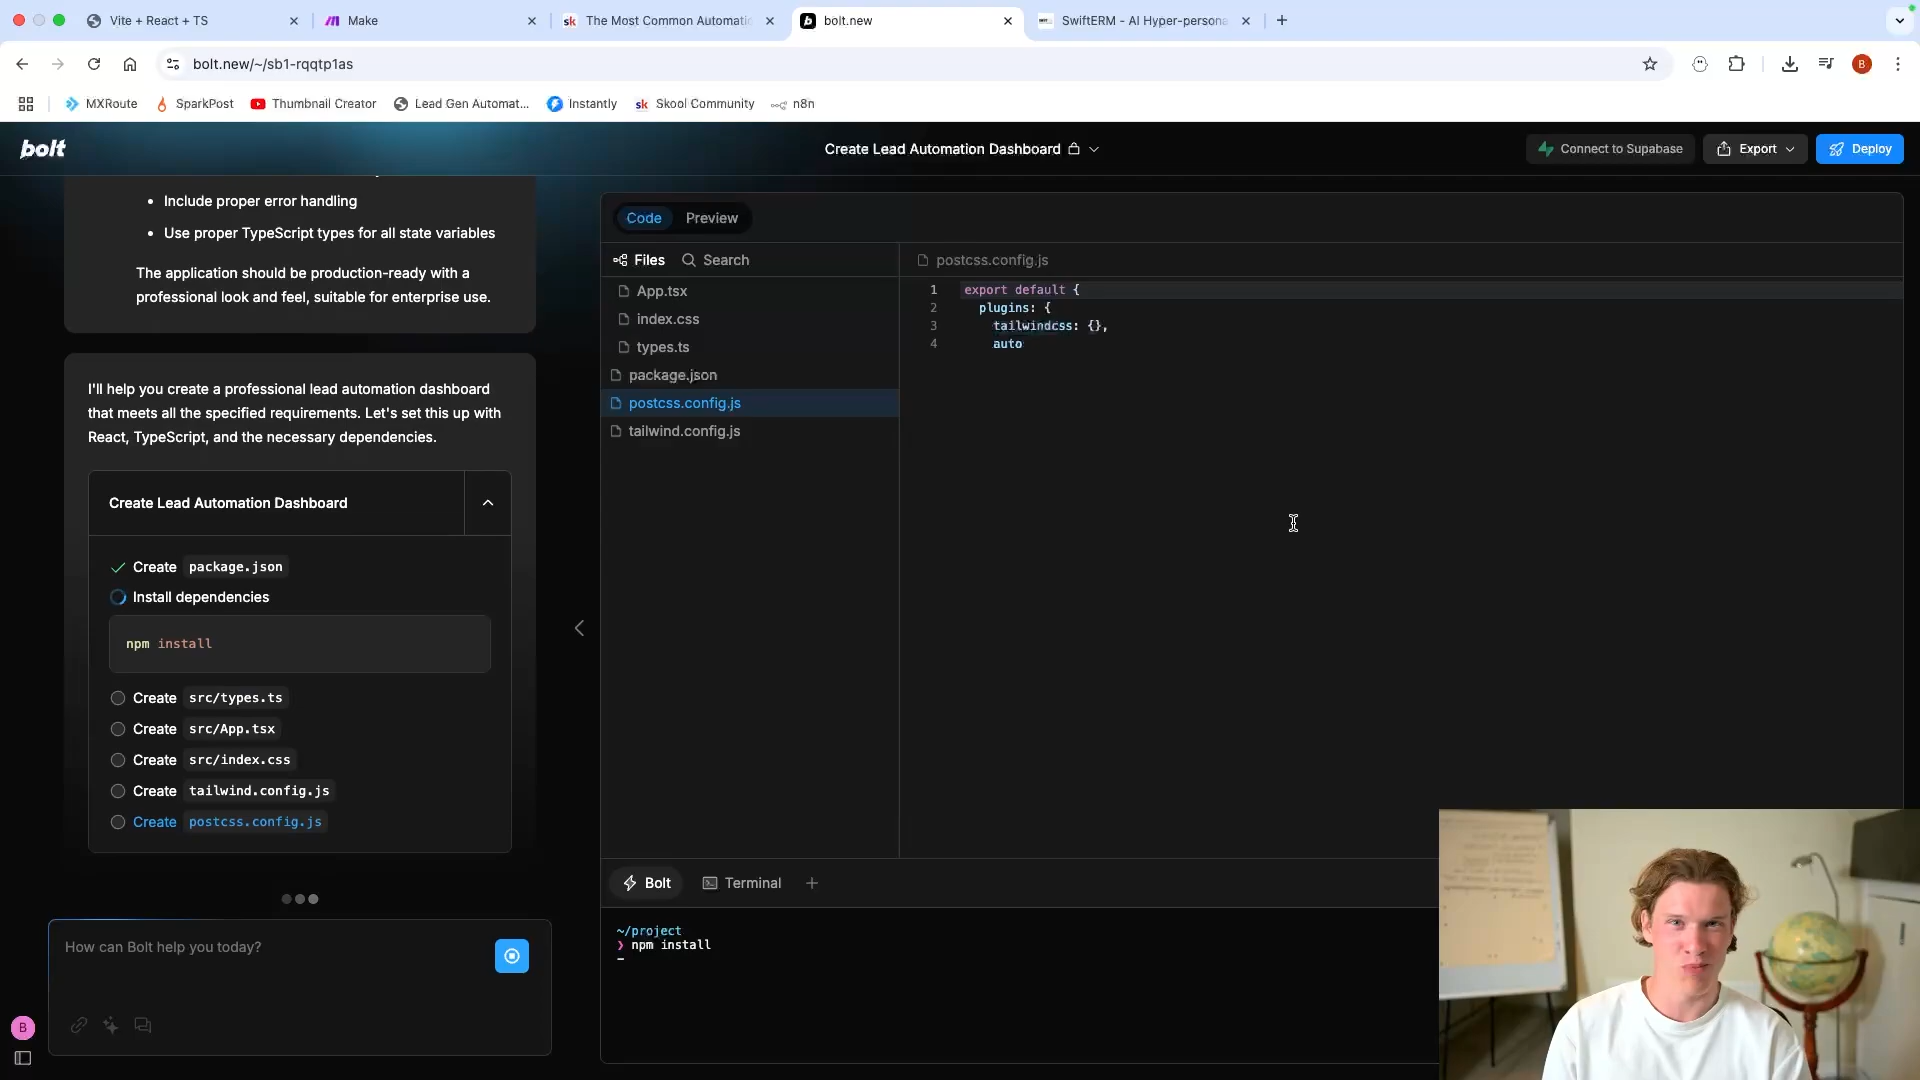 Vite + React + TS
Make
The Most Common Automatic
bolt.new
SwiftERM - AI Hyper-persona
bolt.new/~/sb1-rqqtp1as
B
MXRoute
SparkPost
Thumbnail Creator
Lead Gen Automat...
Instantly
sk Skool Community
n8n
bolt
Create Lead Automation Dashboard
Connect to Supabase
Export
Deploy
• Include proper error handling
• Use proper TypeScript types for all state variables
The application should be production-ready with a
professional look and feel, suitable for enterprise use.
I'll help you create a professional lead automation dashboard
that meets all the specified requirements. Let's set this up with
React, TypeScript, and the necessary dependencies.
Create Lead Automation Dashboard
Create package.json
Install dependencies
npm install
Create src/types.ts
Create src/App.tsx
Create src/index.css
Create tailwind.config.js
Create postcss.config.js
How can Bolt help you today?
B
Code
Preview
Files
Search
App.tsx
index.css
types.ts
package.json
postcss.config.js
tailwind.config.js
postcss.config.js
1 export default {
2 plugins: {
3 tailwindcss: {},
4 auto
Bolt
Terminal
~/project
❯ npm install